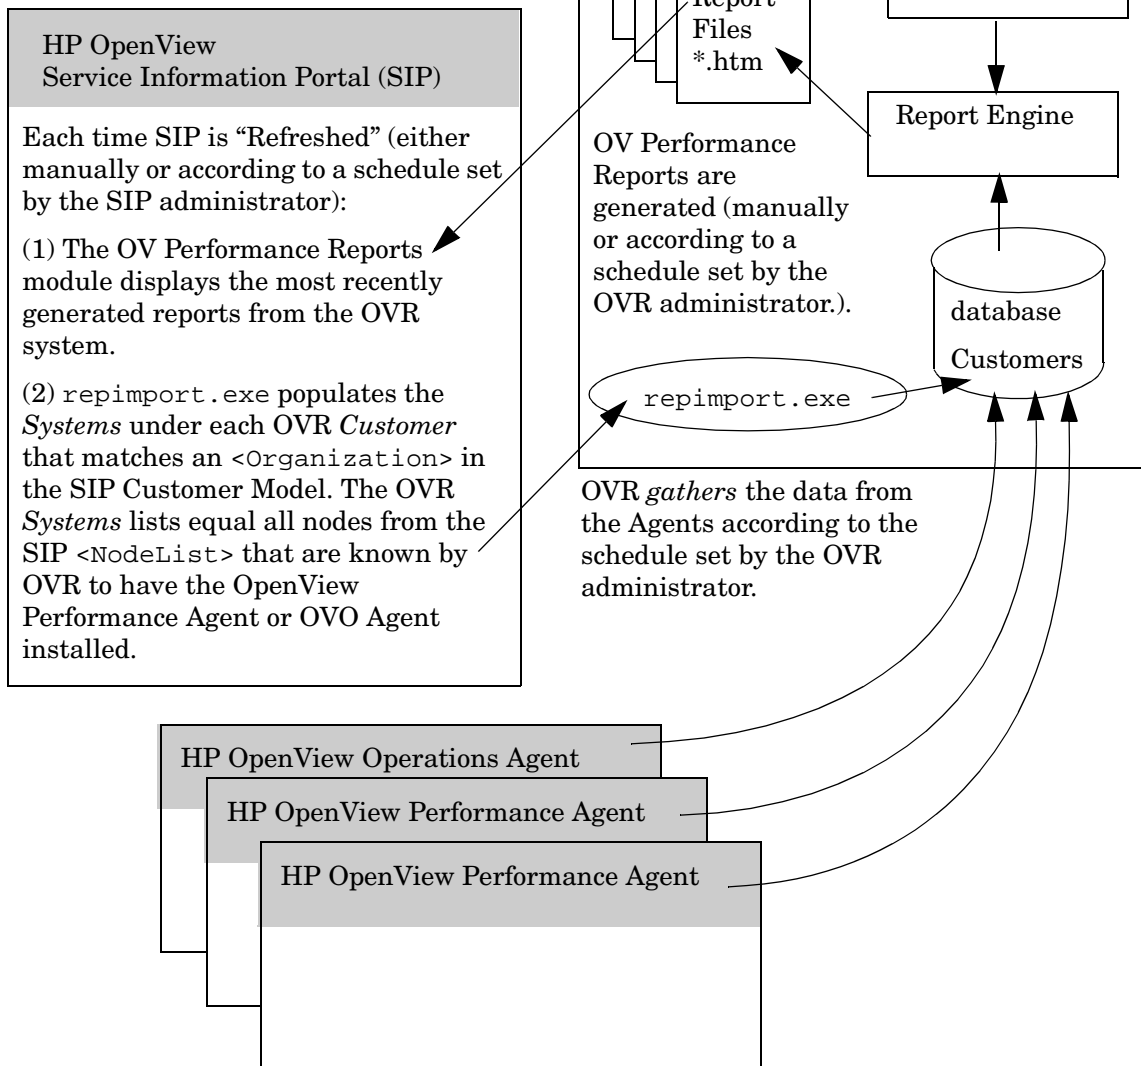 HP OpenView
Service Information Portal (SIP)
Each time SIP is “Refreshed” (either
manually or according to a schedule set
by the SIP administrator):
(1) The OV Performance Reports
module displays the most recently
generated reports from the OVR
system.
(2) repimport.exe populates the
Systems under each OVR Customer
that matches an <Organization> in
the SIP Customer Model. The OVR
Systems lists equal all nodes from the
SIP <NodeList> that are known by
OVR to have the OpenView
Performance Agent or OVO Agent
installed.
Report
Files
*.htm
Report Engine
OV Performance
Reports are
generated (manually
or according to a
schedule set by the
OVR administrator.).
database
Customers
repimport.exe
OVR gathers the data from
the Agents according to the
schedule set by the OVR
administrator.
HP OpenView Operations Agent
HP OpenView Performance Agent
HP OpenView Performance Agent